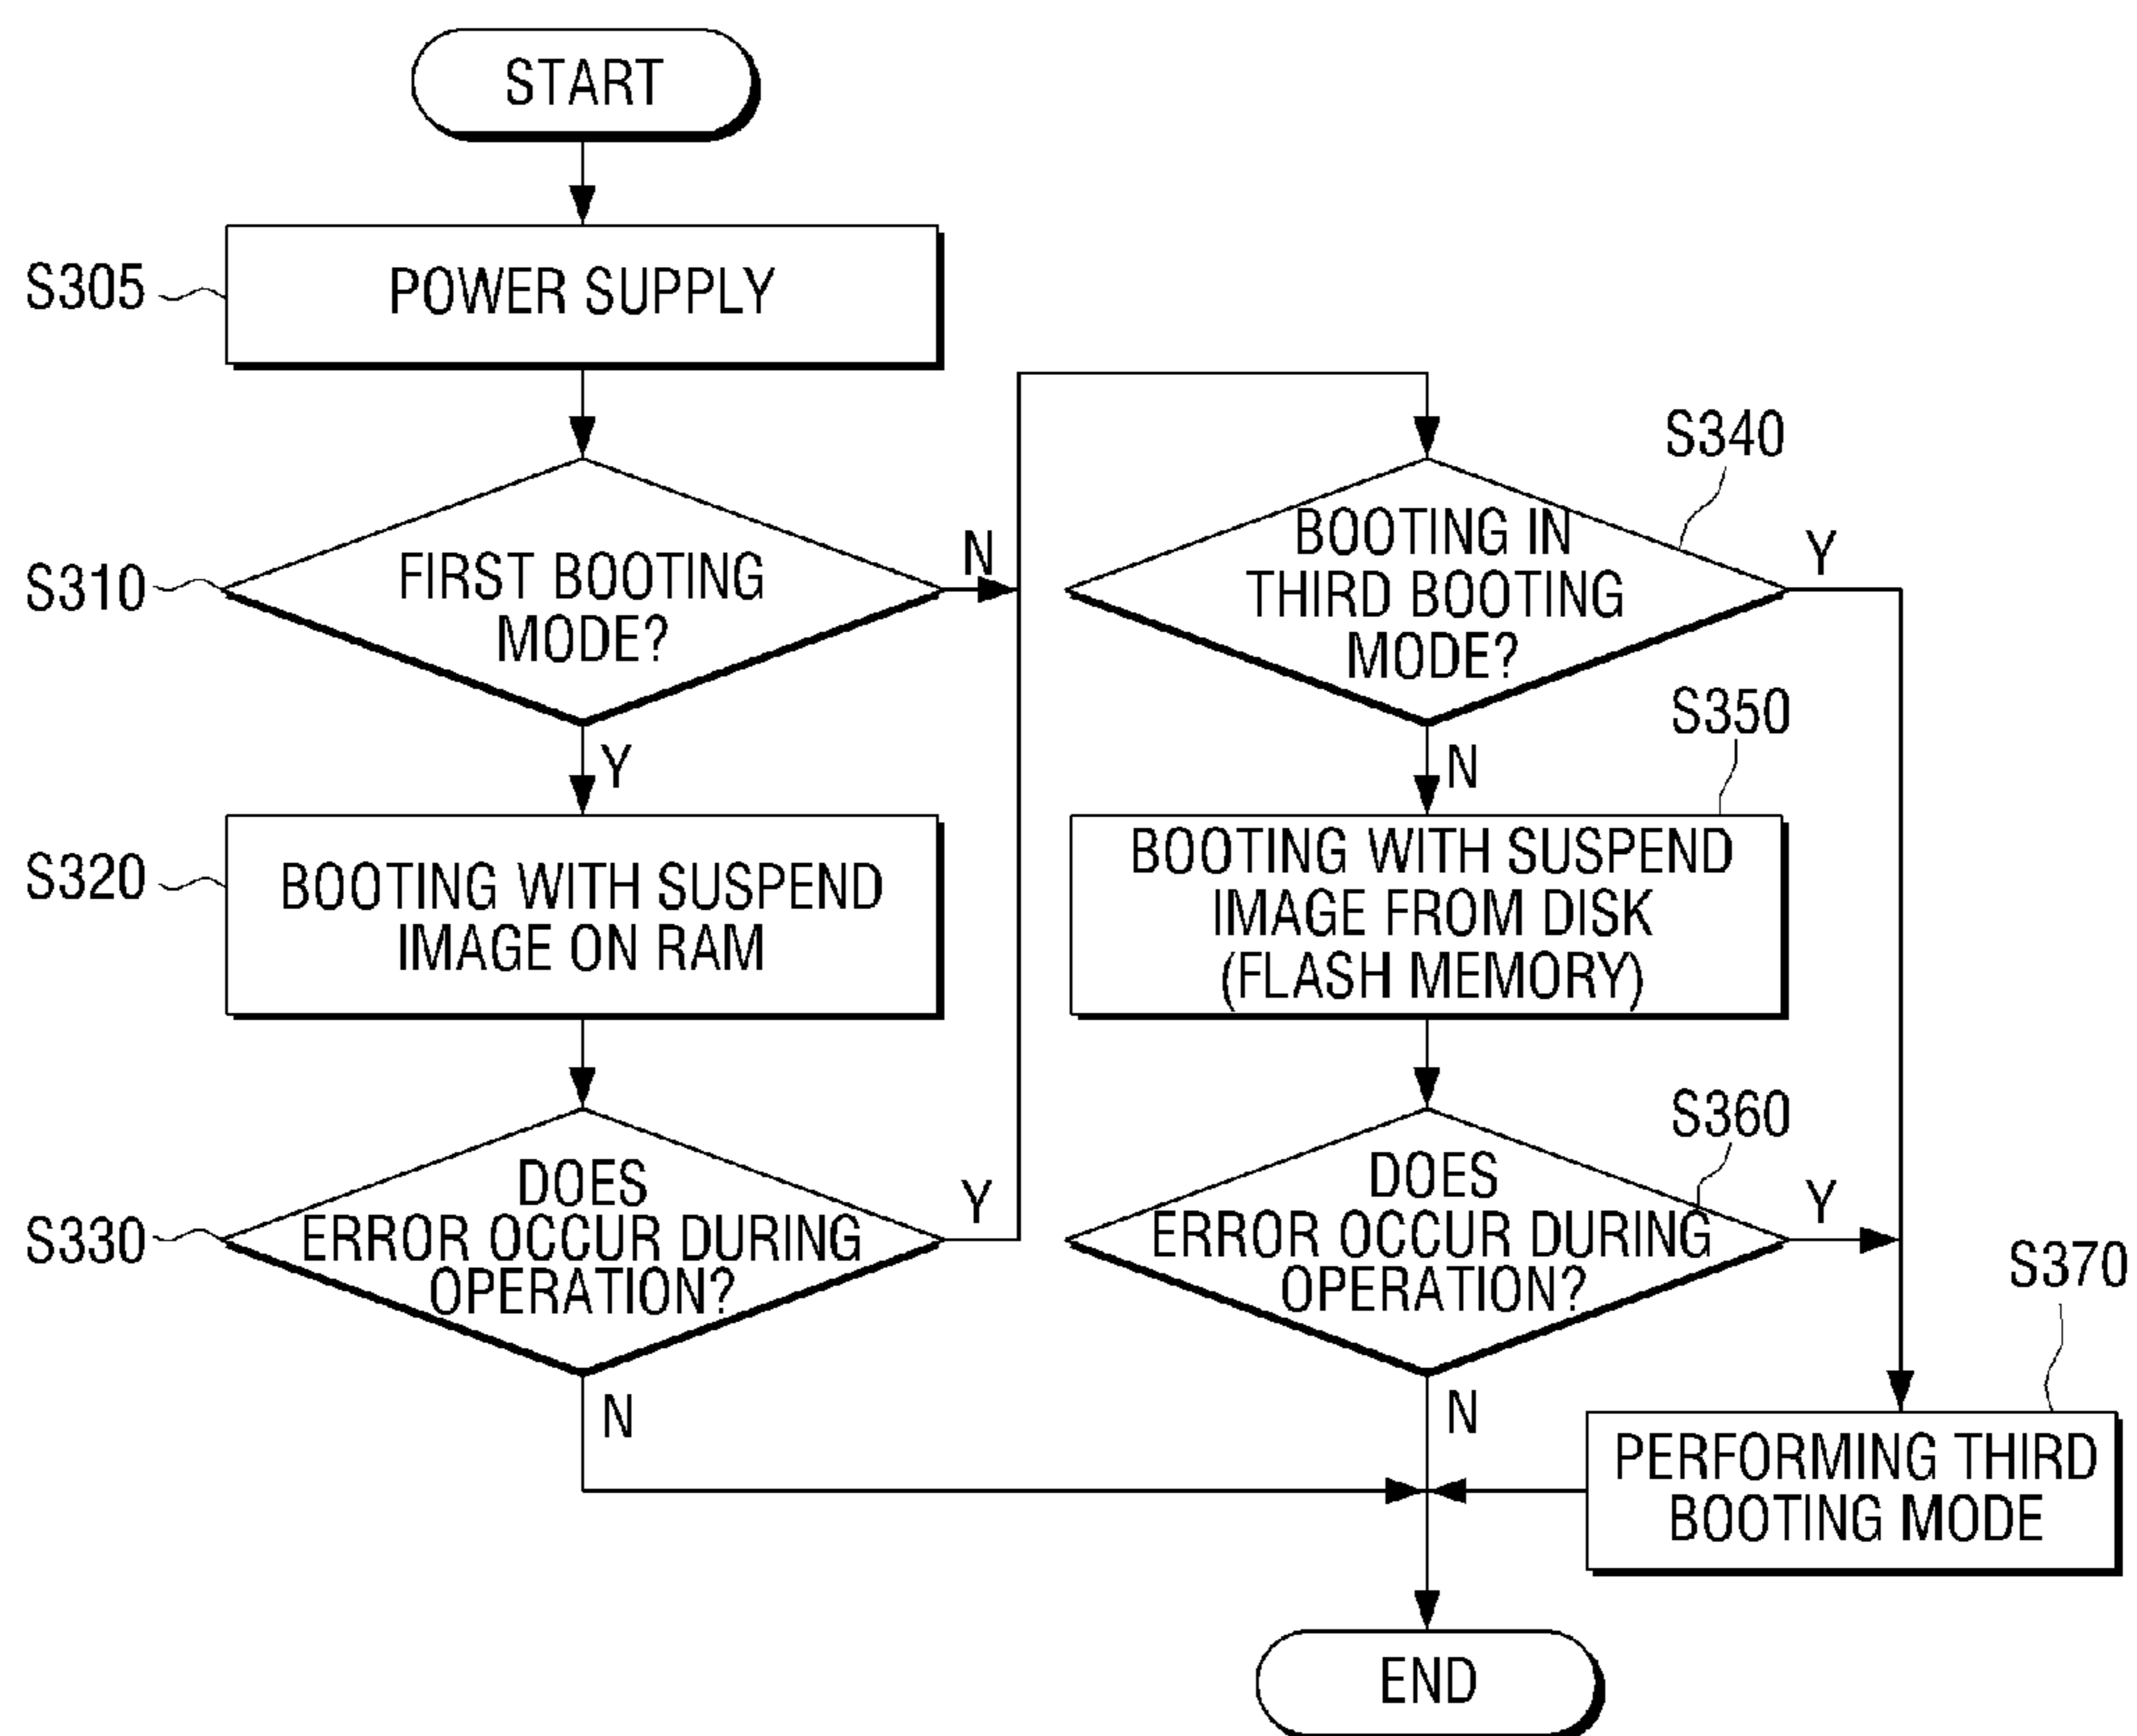 START
S305
POWER SUPPLY
S310
FIRST BOOTING
MODE?
N
Y
S320
BOOTING WITH SUSPEND
IMAGE ON RAM
S330
DOES
ERROR OCCUR DURING
OPERATION?
Y
N
S340
BOOTING IN
THIRD BOOTING
MODE?
Y
N
S350
BOOTING WITH SUSPEND
IMAGE FROM DISK
(FLASH MEMORY)
S360
DOES
ERROR OCCUR DURING
OPERATION?
Y
N
S370
PERFORMING THIRD
BOOTING MODE
END